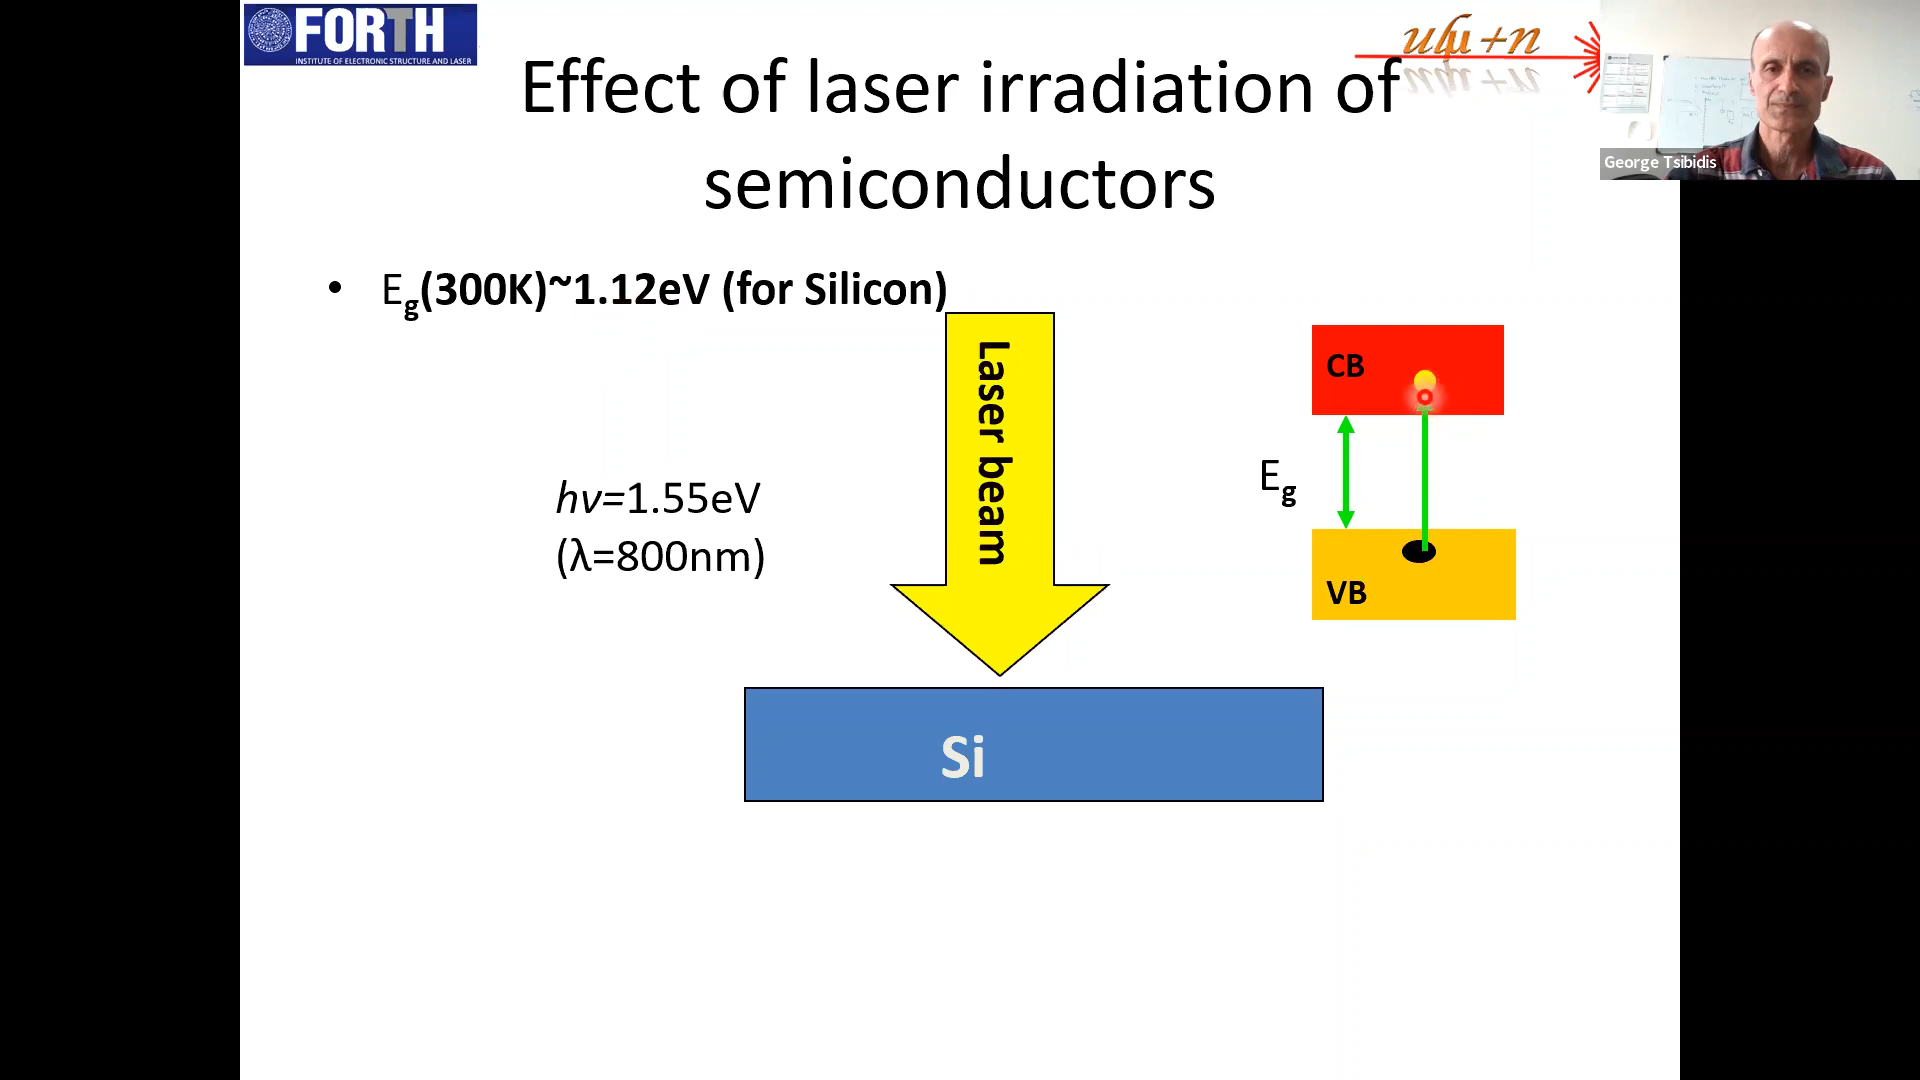 FORTH
INSTITUTE OF ELECTRONIC STRUCTURE AND LASER
Effect of laser irradiation of
semiconductors
George Tsibidis
• Eg(300K)~1.12eV (for Silicon)
Laser beam
hν=1.55eV
(λ=800nm)
CB
Eg
VB
Si